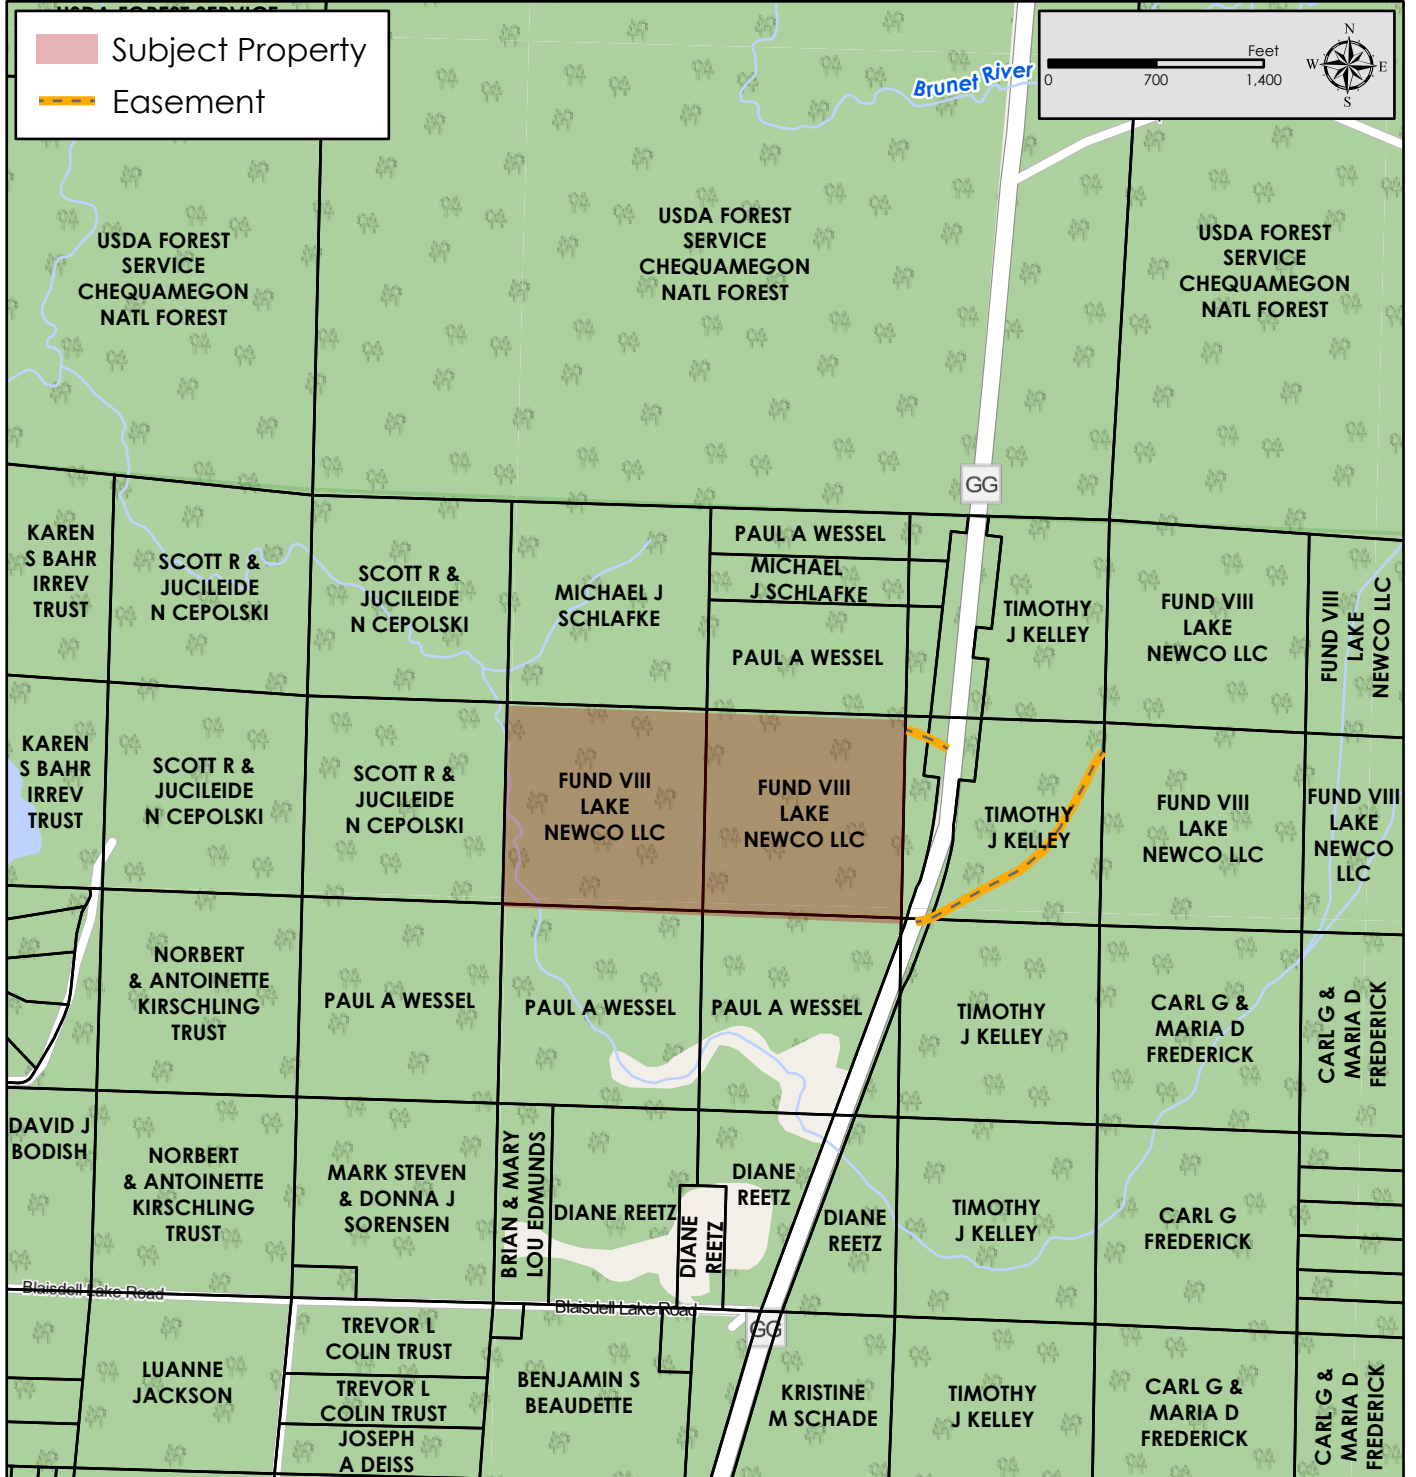 USDA FOREST SERVICE
Subject Property
Easement
Feet
0 700 1,400
N
W E
S
Brunet River
USDA FOREST
SERVICE
CHEQUAMEGON
NATL FOREST
USDA FOREST
SERVICE
CHEQUAMEGON
NATL FOREST
USDA FOREST
SERVICE
CHEQUAMEGON
NATL FOREST
GG
KAREN
S BAHR
IRREV
TRUST
SCOTT R &
JUCILEIDE
N CEPOLSKI
SCOTT R &
JUCILEIDE
N CEPOLSKI
MICHAEL J
SCHLAFKE
PAUL A WESSEL
MICHAEL
J SCHLAFKE
PAUL A WESSEL
TIMOTHY
J KELLEY
FUND VIII
LAKE
NEWCO LLC
FUND VIII
LAKE
NEWCO LLC
KAREN
S BAHR
IRREV
TRUST
SCOTT R &
JUCILEIDE
N CEPOLSKI
SCOTT R &
JUCILEIDE
N CEPOLSKI
FUND VIII
LAKE
NEWCO LLC
FUND VIII
LAKE
NEWCO LLC
TIMOTHY
J KELLEY
FUND VIII
LAKE
NEWCO LLC
FUND VIII
LAKE
NEWCO
LLC
NORBERT
& ANTOINETTE
KIRSCHLING
TRUST
PAUL A WESSEL
PAUL A WESSEL
PAUL A WESSEL
TIMOTHY
J KELLEY
CARL G &
MARIA D
FREDERICK
CARL G &
MARIA D
FREDERICK
DAVID J
BODISH
NORBERT
& ANTOINETTE
KIRSCHLING
TRUST
MARK STEVEN
& DONNA J
SORENSEN
BRIAN & MARY
LOU EDMUNDS
DIANE REETZ
DIANE
REETZ
DIANE
REETZ
DIANE
REETZ
TIMOTHY
J KELLEY
CARL G
FREDERICK
Blaisdell Lake Road
Blaisdell Lake Road
GG
LUANNE
JACKSON
TREVOR L
COLIN TRUST
TREVOR L
COLIN TRUST
JOSEPH
A DEISS
BENJAMIN S
BEAUDETTE
KRISTINE
M SCHADE
TIMOTHY
J KELLEY
CARL G &
MARIA D
FREDERICK
CARL G &
MARIA D
FREDERICK